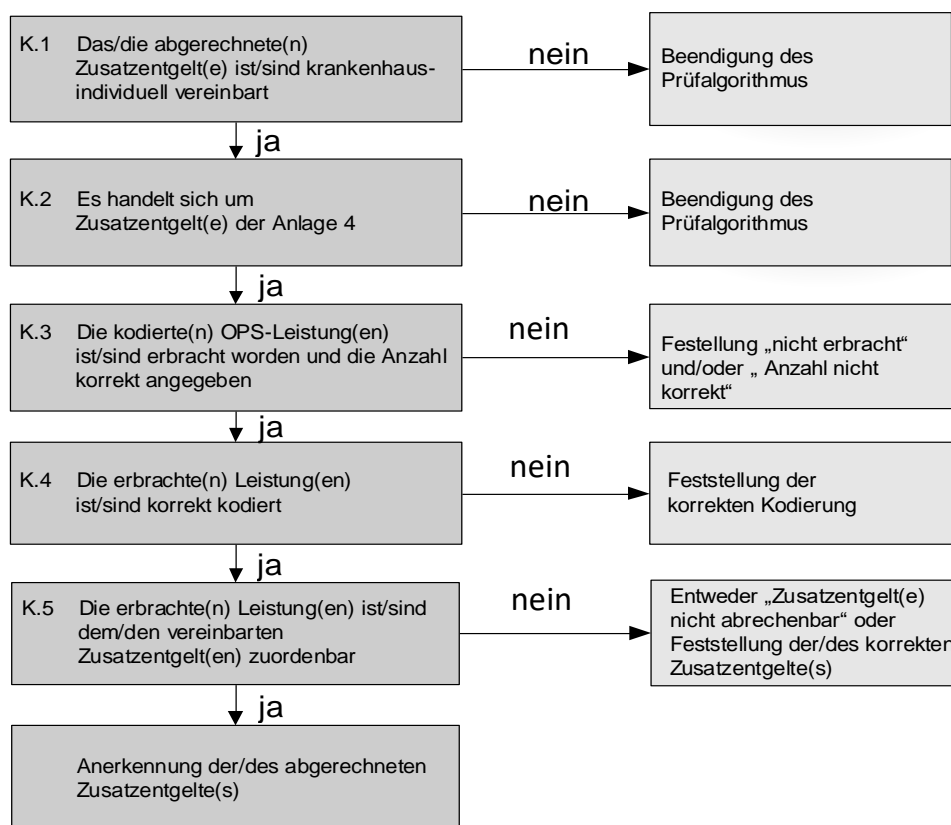 K.1 Das/die abgerechnete(n)
Zusatzentgelt(e) ist/sind krankenhaus-
individuell vereinbart
nein
Beendigung des
Prüfalgorithmus
ja
K.2 Es handelt sich um
Zusatzentgelt(e) der Anlage 4
nein
Beendigung des
Prüfalgorithmus
ja
K.3 Die kodierte(n) OPS-Leistung(en)
ist/sind erbracht worden und die Anzahl
korrekt angegeben
nein
Festellung „nicht erbracht“
und/oder „ Anzahl nicht
korrekt“
ja
K.4 Die erbrachte(n) Leistung(en)
ist/sind korrekt kodiert
nein
Feststellung der
korrekten Kodierung
ja
K.5 Die erbrachte(n) Leistung(en) ist/sind
dem/den vereinbarten
Zusatzentgelt(en) zuordenbar
nein
Entweder „Zusatzentgelt(e)
nicht abrechenbar“ oder
Feststellung der/des korrekten
Zusatzentgelte(s)
ja
Anerkennung der/des abgerechneten
Zusatzentgelte(s)